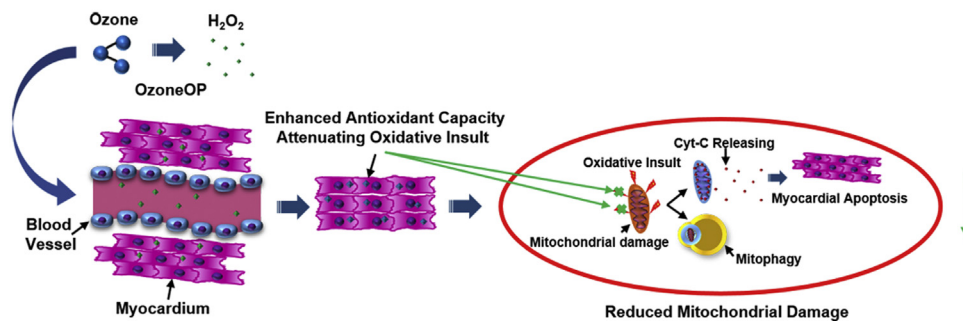 Ozone
H2O2
OzoneOP
Enhanced Antioxidant Capacity
Attenuating Oxidative Insult
Blood
Vessel
Myocardium
Cyt-C Releasing
Oxidative Insult
Myocardial Apoptosis
Mitochondrial damage
Mitophagy
Reduced Mitochondrial Damage